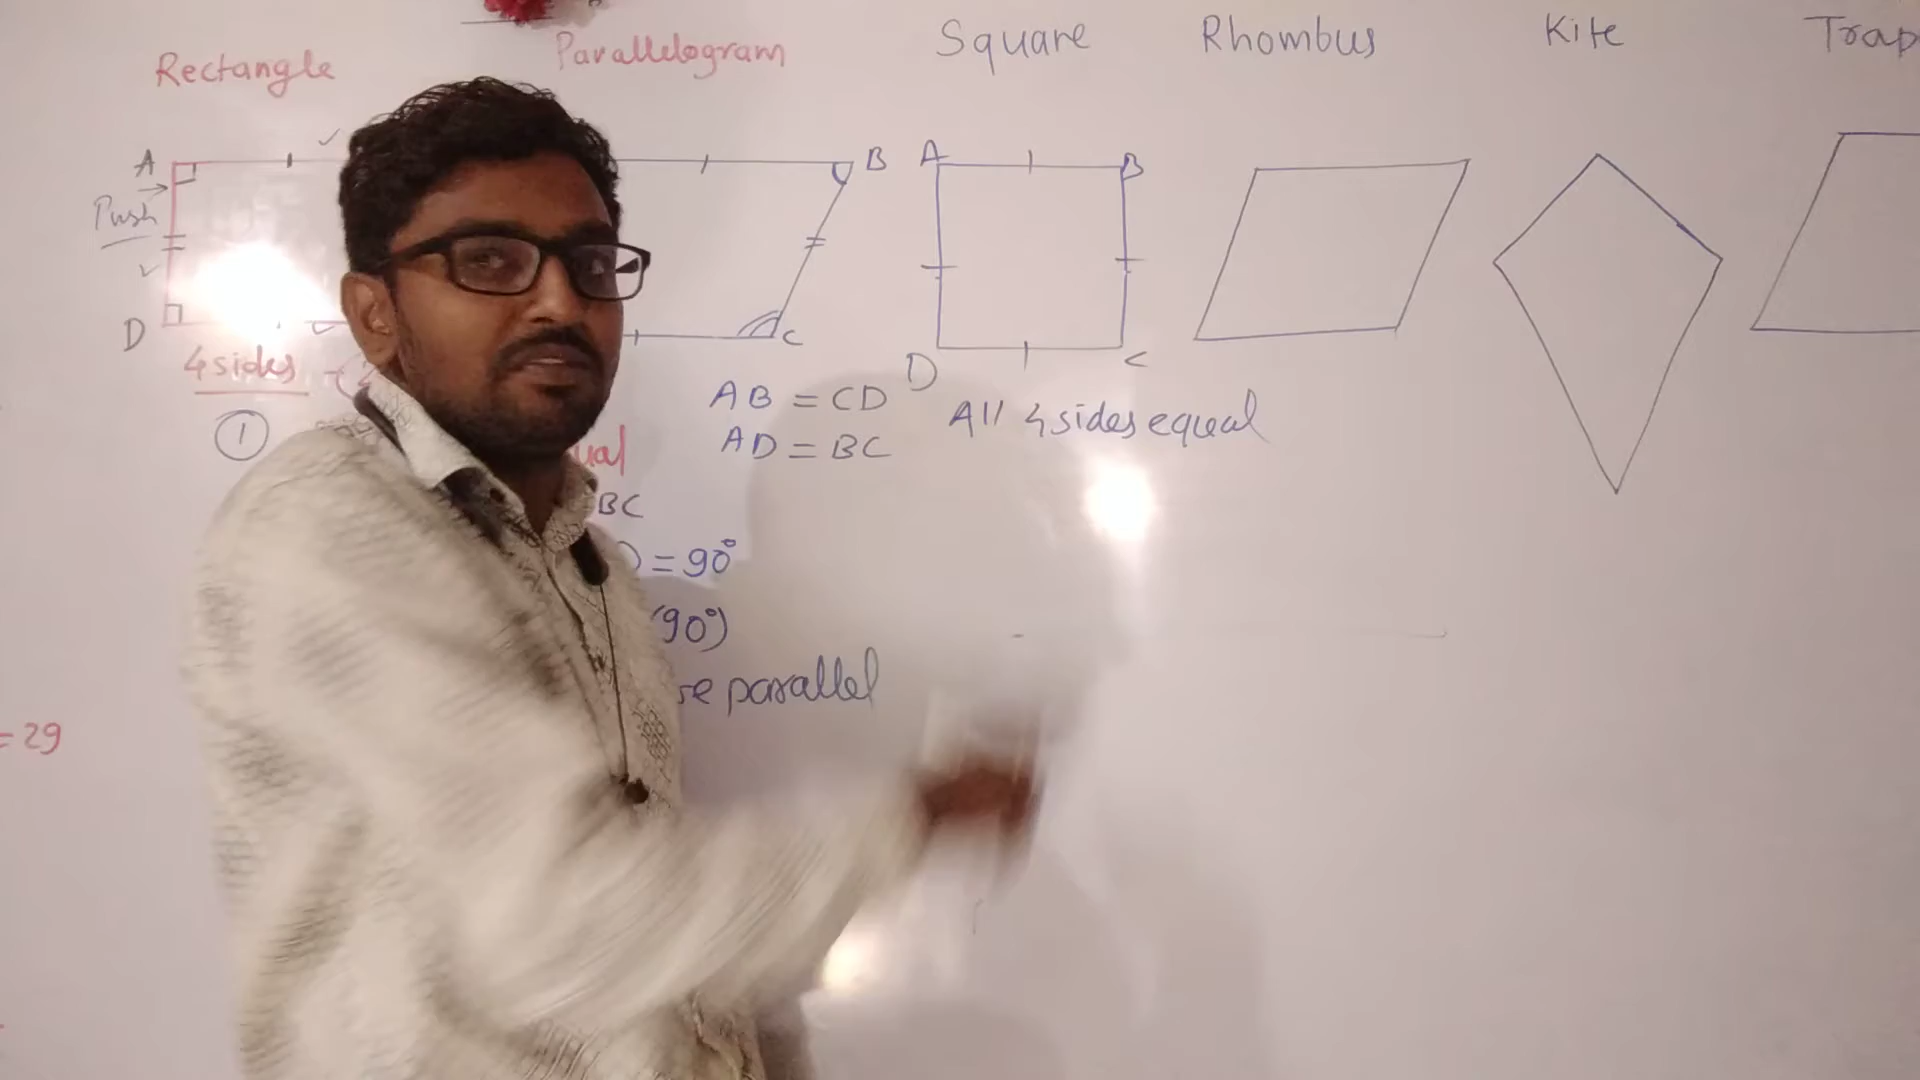 Rectangle
Parallelogram
Square
Rhombus
Kite
Trap
A
B
A
B
Push
D
C
D
C
4 sides
1
AB = CD
AD = BC
All 4 sides equal
BC
= 90°
(90°)
parallel
= 29